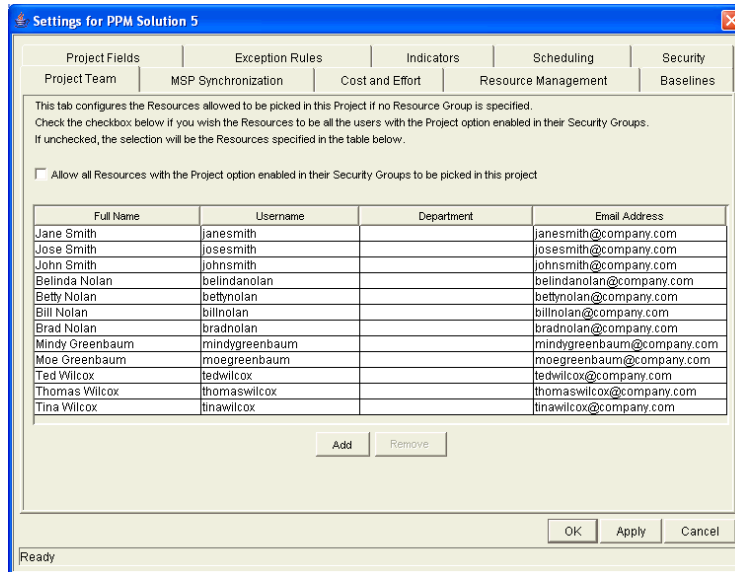 Settings for PPM Solution 5
Project Fields Exception Rules Indicators Scheduling Security
Project Team MSP Synchronization Cost and Effort Resource Management Baselines
This tab configures the Resources allowed to be picked in this Project if no Resource Group is specified.
Check the checkbox below if you wish the Resources to be all the users with the Project option enabled in their Security Groups.
If unchecked, the selection will be the Resources specified in the table below.
Allow all Resources with the Project option enabled in their Security Groups to be picked in this project
Full Name Username Department Email Address
Jane Smith janesmith janesmith@company.com
Jose Smith josesmith josesmith@company.com
John Smith johnsmith johnsmith@company.com
Belinda Nolan belindanolan belindanolan@company.com
Betty Nolan bettynolan bettynolan@company.com
Bill Nolan billnolan billnolan@company.com
Brad Nolan bradnolan bradnolan@company.com
Mindy Greenbaum mindygreenbaum mindygreenbaum@company.com
Moe Greenbaum moegreenbaum moegreenbaum@company.com
Ted Wilcox tedwilcox tedwilcox@company.com
Thomas Wilcox thomaswilcox thomaswilcox@company.com
Tina Wilcox tinawilcox tinawilcox@company.com
Add Remove
OK Apply Cancel
Ready